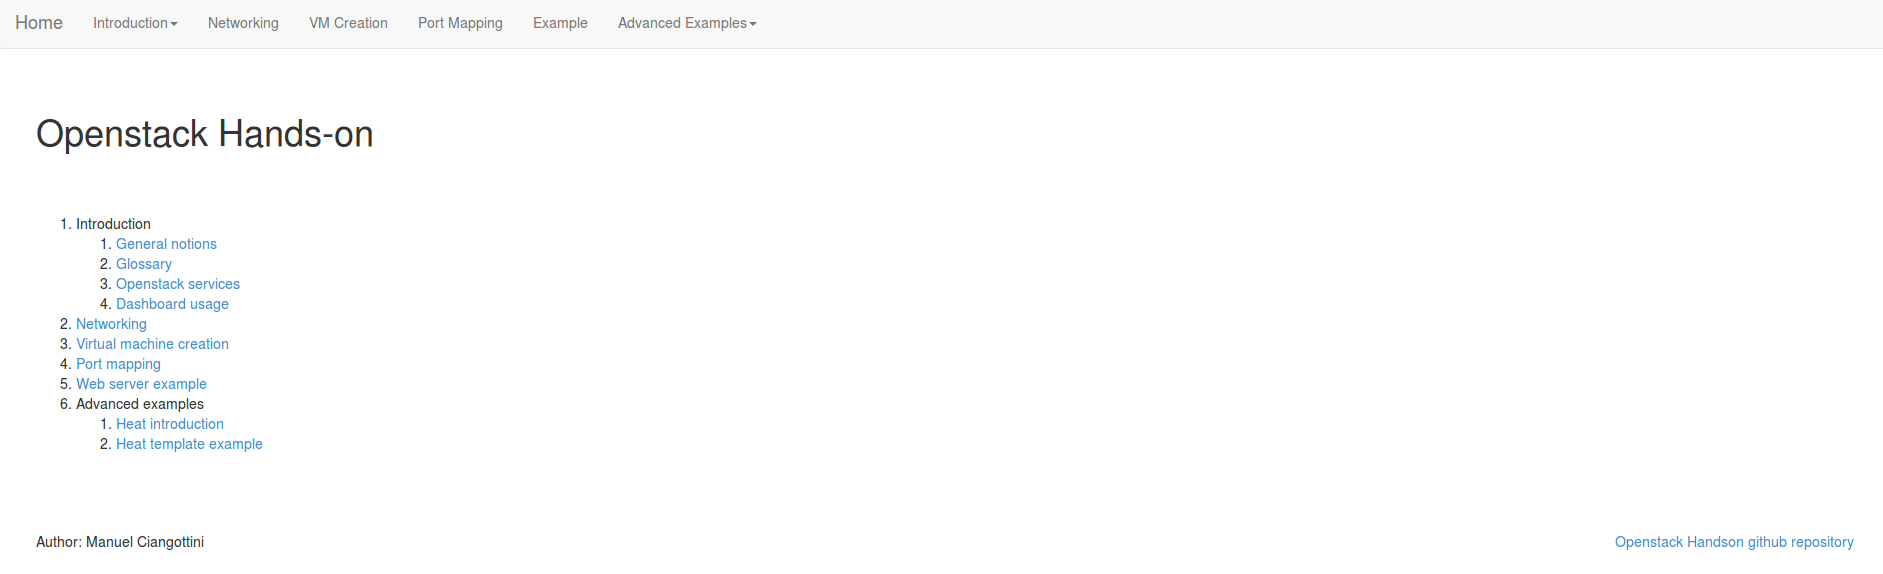 Home Introduction Networking VM Creation Port Mapping Example Advanced Examples
Openstack Hands-on
1. Introduction
1. General notions
2. Glossary
3. Openstack services
4. Dashboard usage
2. Networking
3. Virtual machine creation
4. Port mapping
5. Web server example
6. Advanced examples
1. Heat introduction
2. Heat template example
Author: Manuel Ciangottini Openstack Handson github repository